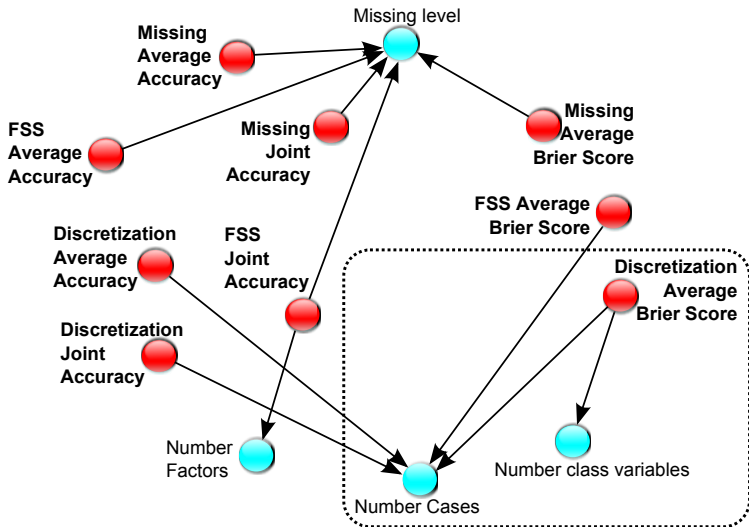 Missing level
Missing
Average
Accuracy
FSS
Average
Accuracy
Missing
Joint
Accuracy
Missing
Average
Brier Score
FSS Average
Brier Score
Discretization
Average
Accuracy
FSS
Joint
Accuracy
Discretization
Average
Brier Score
Discretization
Joint
Accuracy
Number
Factors
Number Cases
Number class variables